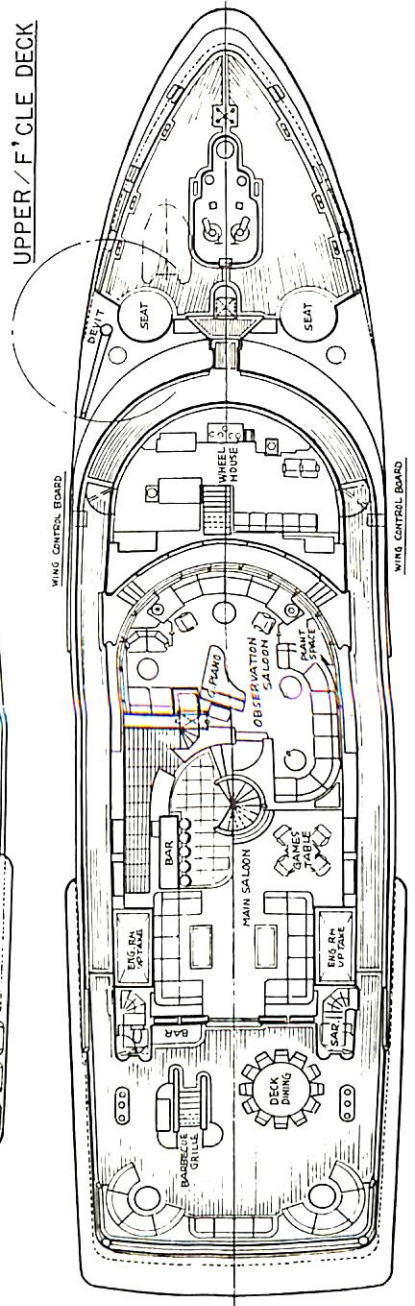 UPPER/F'CLE DECK
DEVIT
SEAT
SEAT
WING CONTROL BOARD
WHEEL
HOUSE
WING CONTROL BOARD
PIANO
OBSERVATION
SALOON
PLANT
SPACE
BAR
MAIN SALOON
GAMES
TABLE
ENG. RM
UPTAKE
ENG. RM
UPTAKE
BAR
SAR.
BARBECUE
GRILLE
DECK
DINING